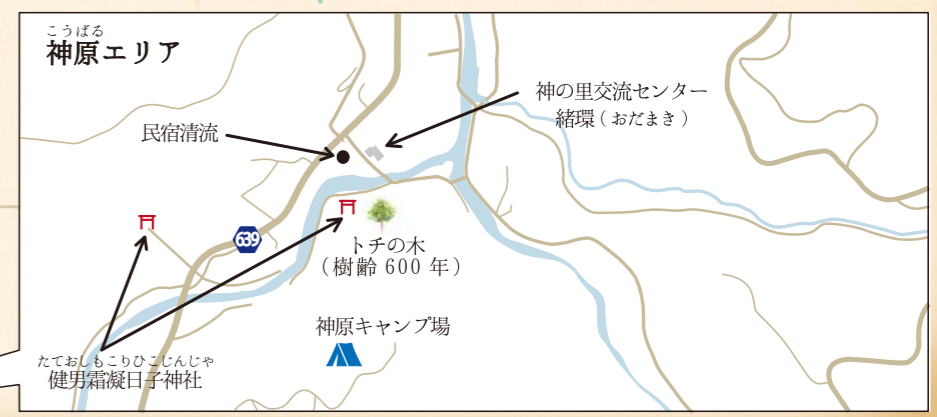 こうばる
神原エリア
神の里交流センター
緒環（おだまき）
民宿清流
639
トチの木
（樹齢 600 年）
神原キャンプ場
たておしもこりひこじんじゃ
健男霜凝日子神社